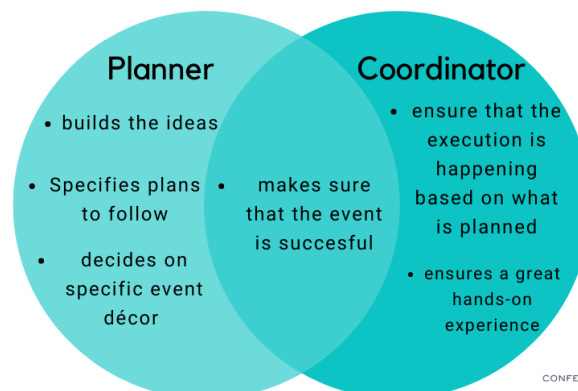 Planner
• builds the ideas
• Specifies plans
to follow
• decides on
specific event
décor
• makes sure
that the event
is succesful
Coordinator
• ensure that the
execution is
happening
based on what
is planned
• ensures a great
hands-on
experience
CONFE